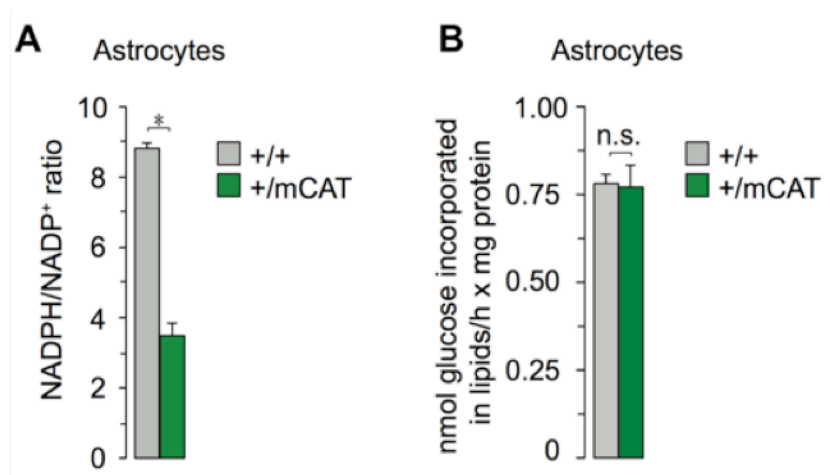 A
Astrocytes
NADPH/NADP⁺ ratio
10
8
6
4
2
0
*
+/+
+/mCAT
B
Astrocytes
nmol glucose incorporated
in lipids/h x mg protein
1.00
0.75
0.50
0.25
0
n.s.
+/+
+/mCAT